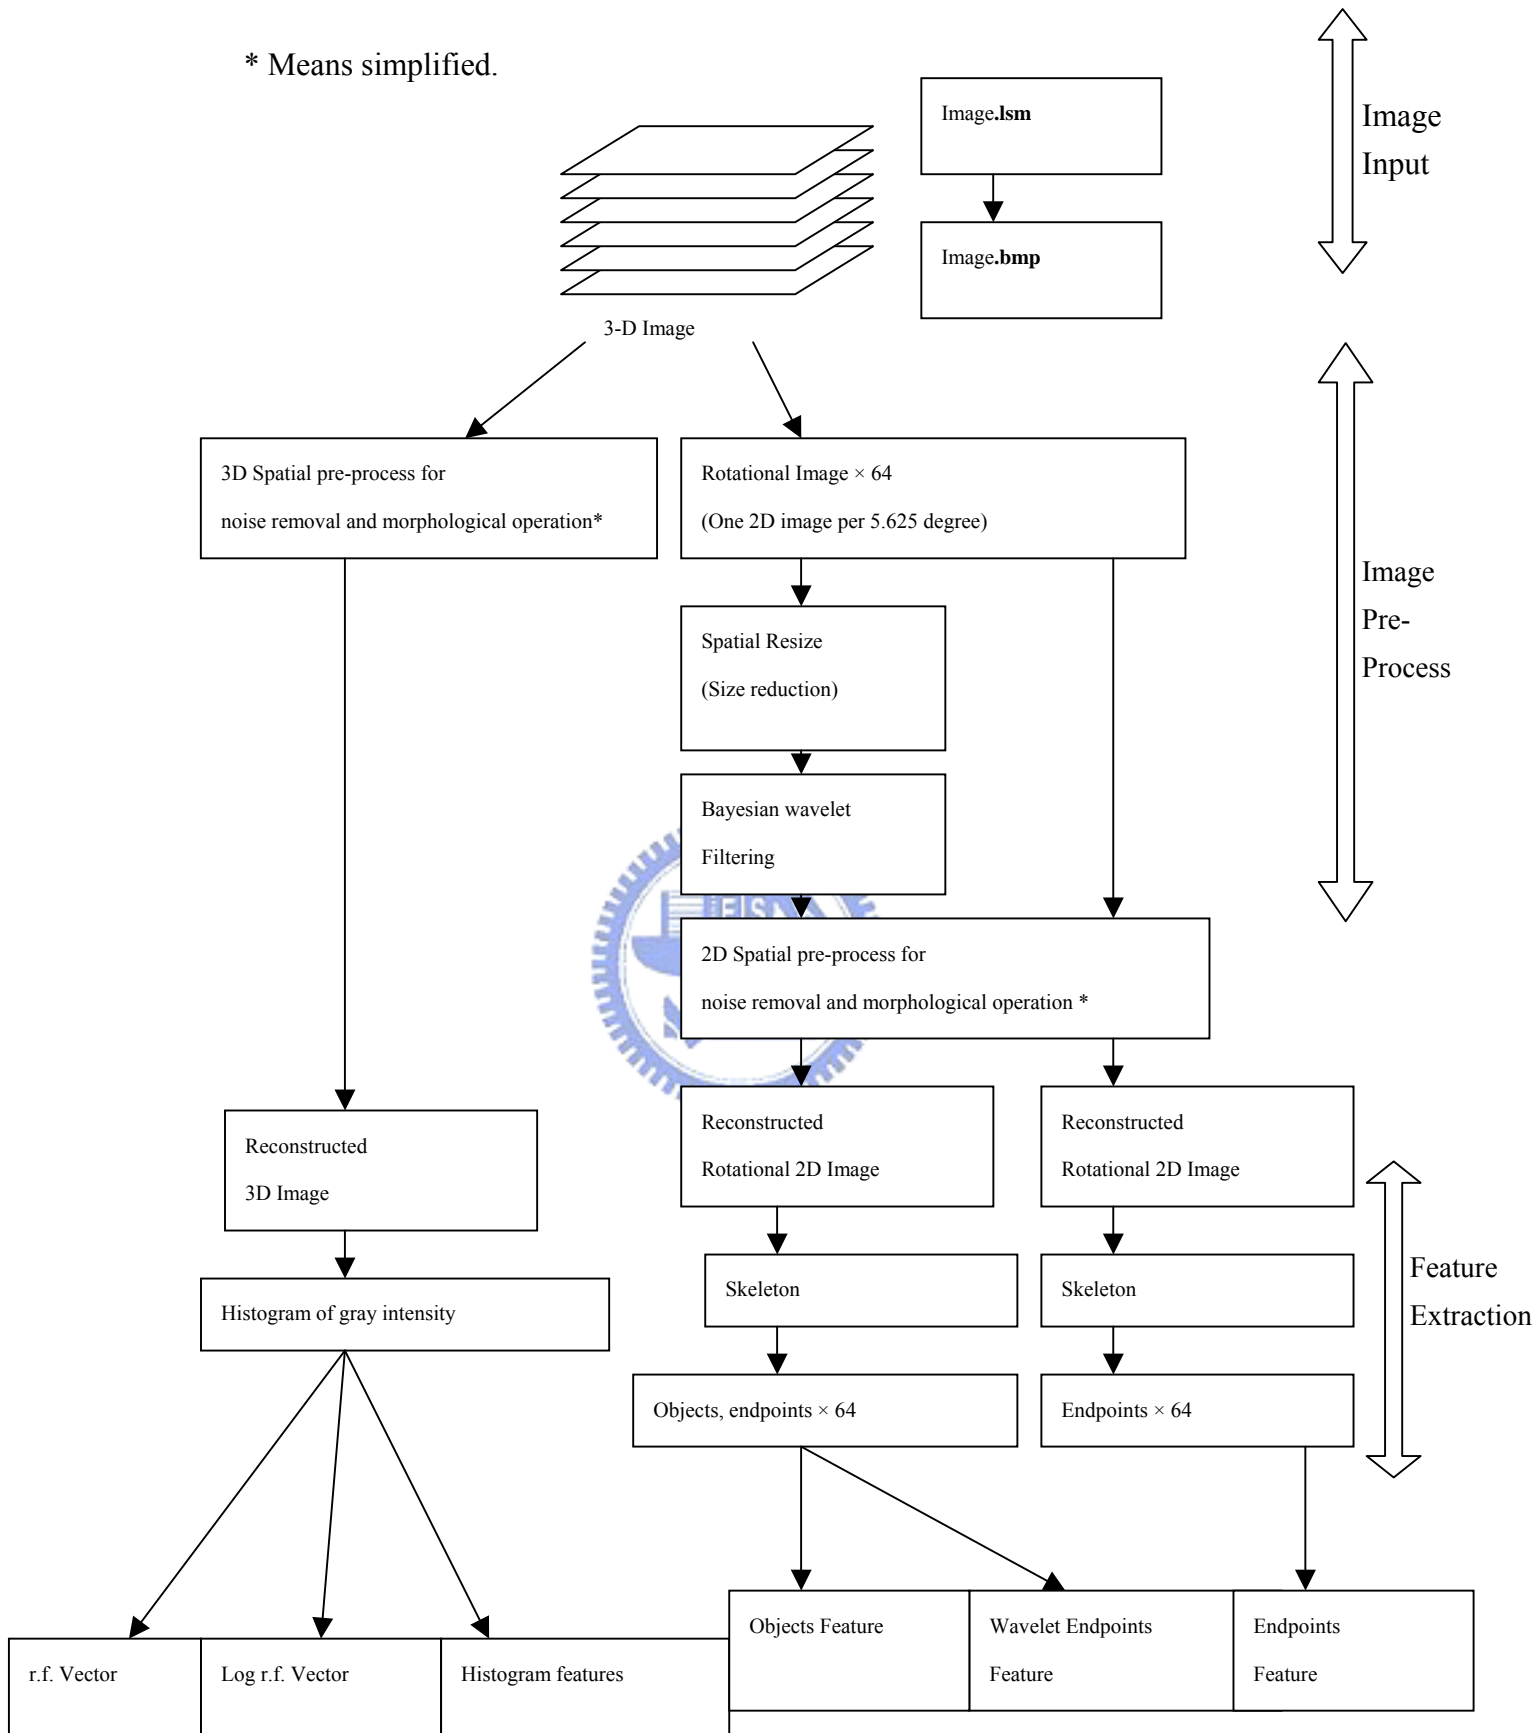 * Means simplified.
Image.lsm
Image
Input
Image.bmp
3-D Image
3D Spatial pre-process for
noise removal and morphological operation*
Rotational Image × 64
(One 2D image per 5.625 degree)
Image
Pre-
Process
Spatial Resize
(Size reduction)
Bayesian wavelet
Filtering
2D Spatial pre-process for
noise removal and morphological operation *
Reconstructed
3D Image
Reconstructed
Rotational 2D Image
Reconstructed
Rotational 2D Image
Histogram of gray intensity
Skeleton
Skeleton
Feature
Extraction
Objects, endpoints × 64
Endpoints × 64
r.f. Vector
Log r.f. Vector
Histogram features
Objects Feature
Wavelet Endpoints
Feature
Endpoints
Feature